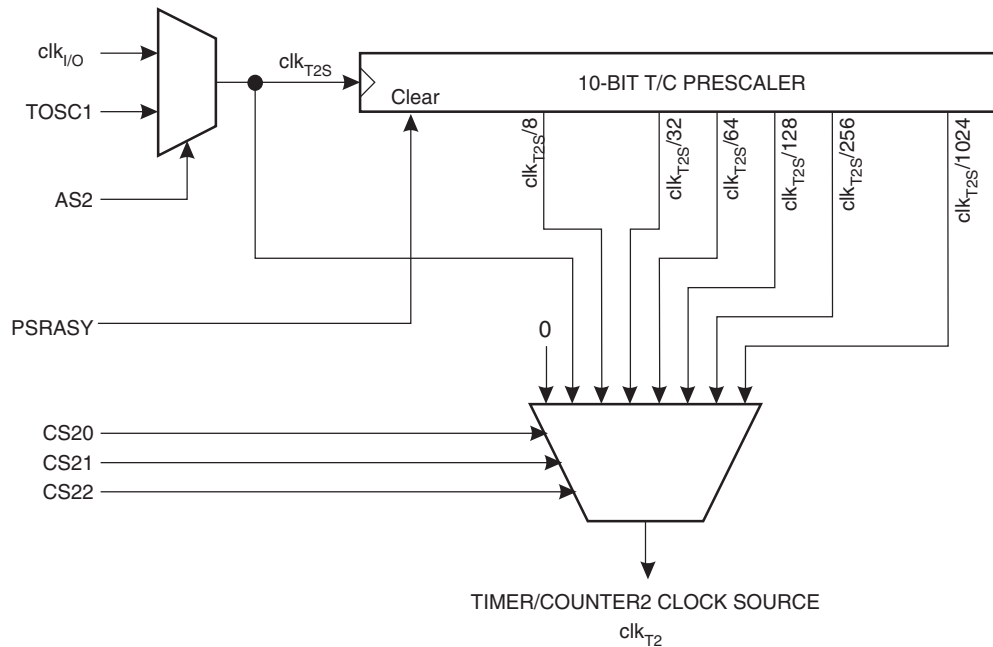 clkI/O
clkT2S
10-BIT T/C PRESCALER
TOSC1
Clear
clkT2S/8
clkT2S/32
clkT2S/64
clkT2S/128
clkT2S/256
clkT2S/1024
AS2
PSRASY
0
CS20
CS21
CS22
TIMER/COUNTER2 CLOCK SOURCE
clkT2